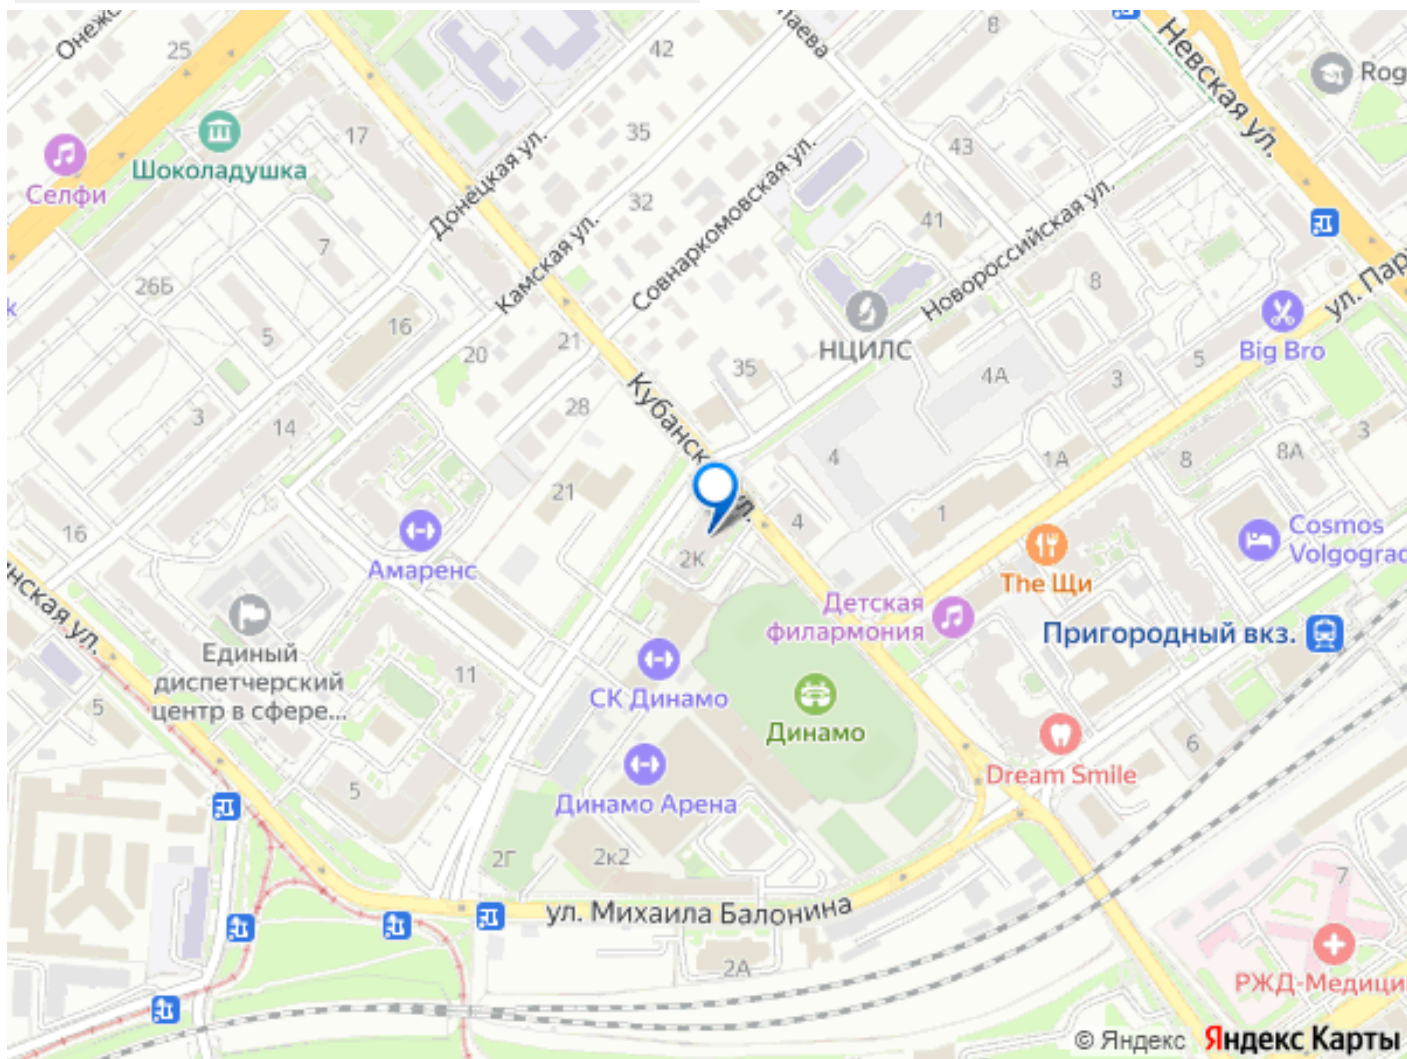 Онежс
25
42
8
паева
Невская ул.
Rog
Шоколадушка
17
35
43
Селфи
Донецкая ул.
Совнаркомовская ул.
32
41
Новороссийская ул.
7
Камская ул.
26Б
8
ул. Пар
k
16
5
20
21
НЦИЛС
Big Bro
5
35
4А
3
3
28
14
Кубанск
ул.
4
1А
8
8А
3
16
21
1
4
Cosmos
Volgograd
Амаренс
2К
The Щи
нская ул.
Детская
филармония
Пригородный вкз.
Единый
диспетчерский
центр в сфере...
11
5
СК Динамо
Динамо
6
Dream Smile
5
Динамо Арена
2Г
2к2
7
ул. Михаила Балонина
2А
РЖД-Медици
© Яндекс Яндекс Карты